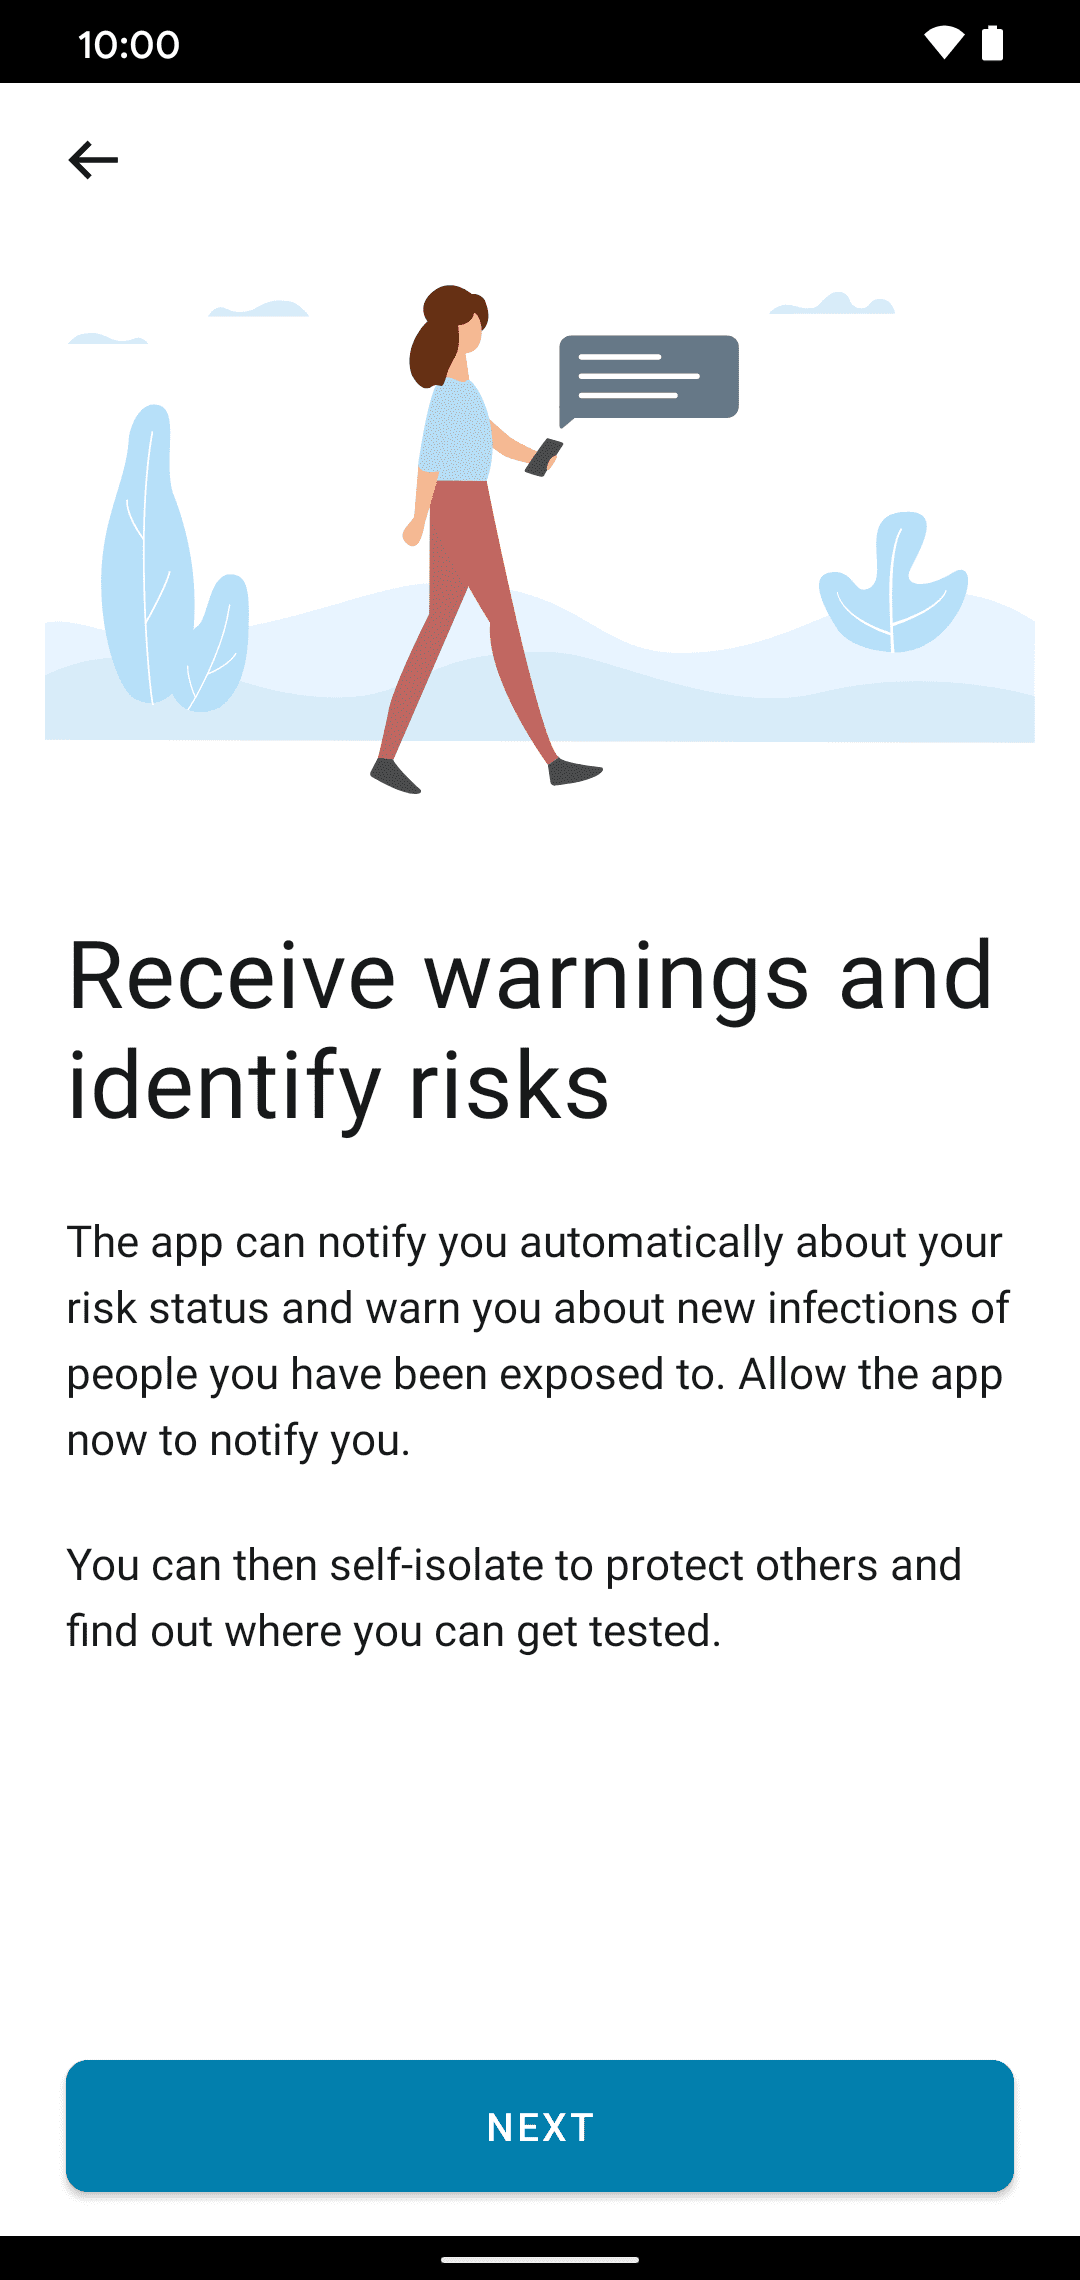 10:00
Receive warnings and
identify risks
The app can notify you automatically about your
risk status and warn you about new infections of
people you have been exposed to. Allow the app
now to notify you.
You can then self-isolate to protect others and
find out where you can get tested.
NEXT